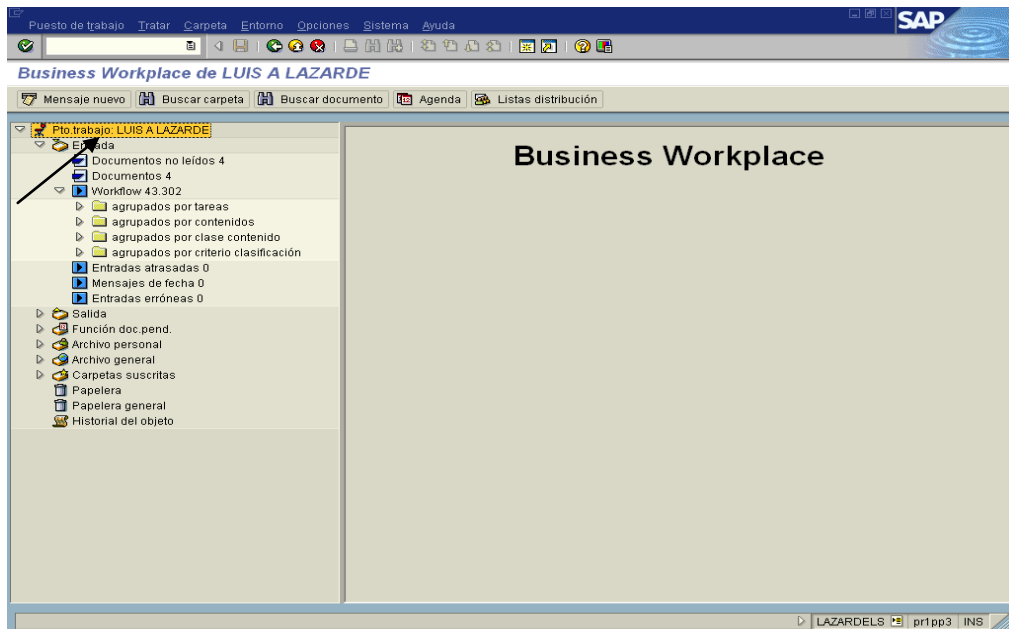 Puesto de trabajo Tratar Carpeta Entorno Opciones Sistema Ayuda
SAP
Business Workplace de LUIS A LAZARDE
Mensaje nuevo Buscar carpeta Buscar documento Agenda Listas distribución
Pto.trabajo: LUIS A LAZARDE
Business Workplace
Entrada
Documentos no leídos 4
Documentos 4
Workflow 43.302
agrupados por tareas
agrupados por contenidos
agrupados por clase contenido
agrupados por criterio clasificación
Entradas atrasadas 0
Mensajes de fecha 0
Entradas erróneas 0
Salida
Función doc.pend.
Archivo personal
Archivo general
Carpetas suscritas
Papelera
Papelera general
Historial del objeto
LAZARDELS pr1pp3 INS